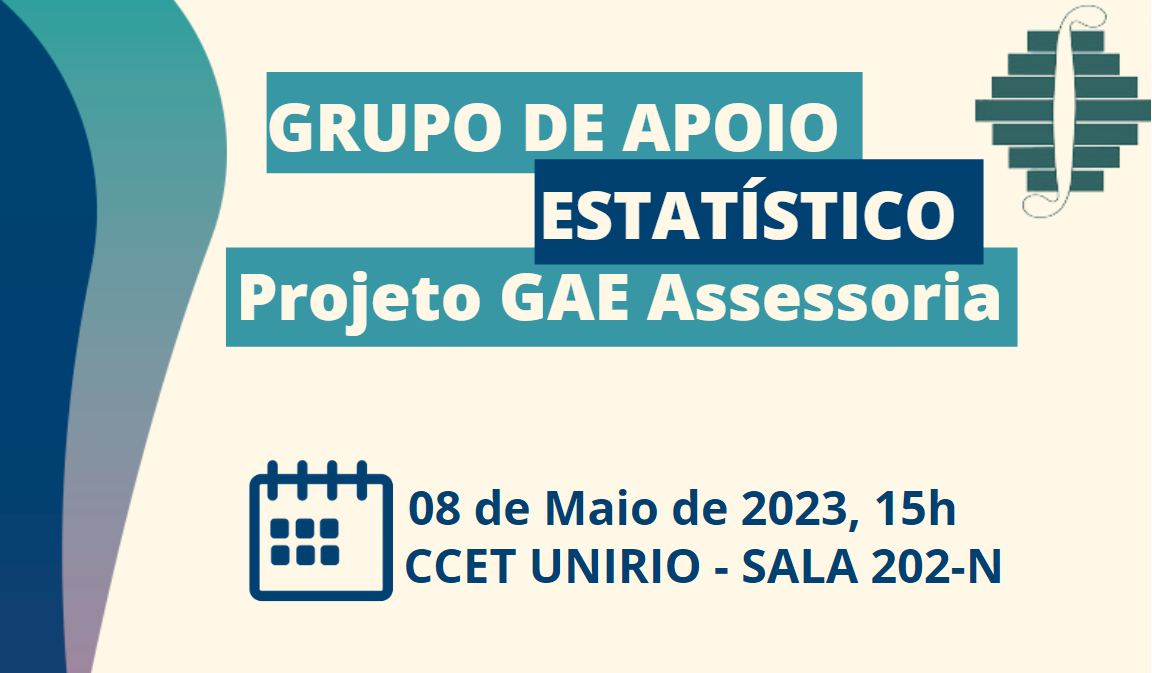 GRUPO DE APOIO
ESTATÍSTICO
Projeto GAE Assessoria
08 de Maio de 2023, 15h
CCET UNIRIO - SALA 202-N